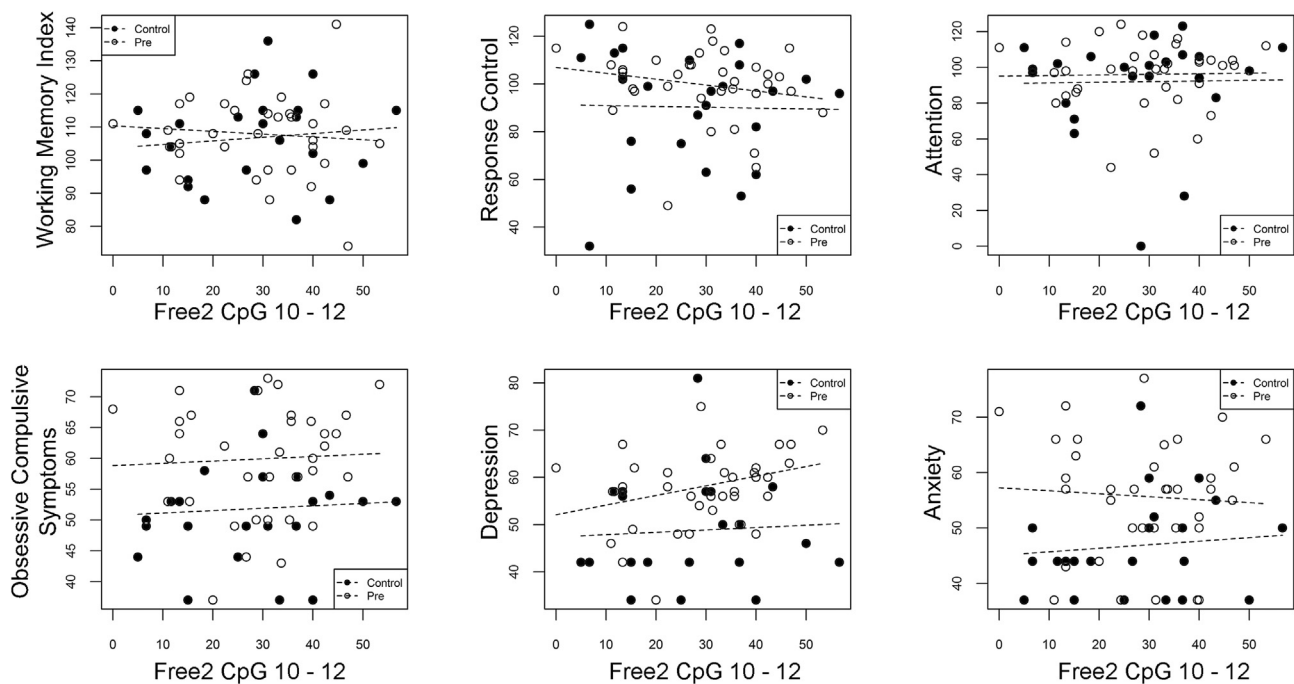 Working Memory Index
140
130
120
110
100
90
80
Control
Pre
0 10 20 30 40 50
Free2 CpG 10 - 12
Response Control
120
100
80
60
40
Control
Pre
0 10 20 30 40 50
Free2 CpG 10 - 12
Attention
120
100
80
60
40
20
0
Control
Pre
0 10 20 30 40 50
Free2 CpG 10 - 12
Obsessive Compulsive
Symptoms
70
65
60
55
50
45
40
Control
Pre
0 10 20 30 40 50
Free2 CpG 10 - 12
Depression
80
70
60
50
40
Control
Pre
0 10 20 30 40 50
Free2 CpG 10 - 12
Anxiety
70
60
50
40
Control
Pre
0 10 20 30 40 50
Free2 CpG 10 - 12